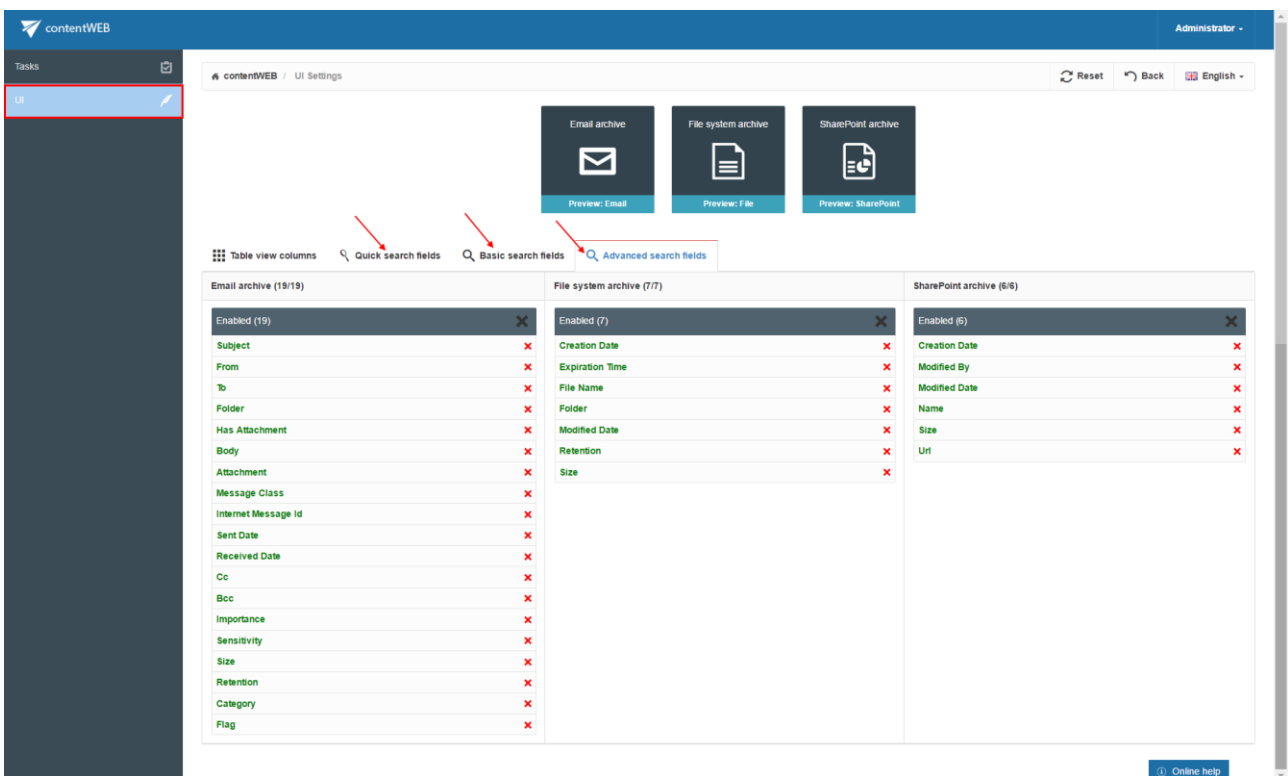 contentWEB
Administrator
Tasks
UI
contentWEB / UI Settings
Reset
Back
English
Email archive
File system archive
SharePoint archive
Preview: Email
Preview: File
Preview: SharePoint
Table view columns
Quick search fields
Basic search fields
Advanced search fields
Email archive (19/19)
File system archive (7/7)
SharePoint archive (6/6)
Enabled (19)
Enabled (7)
Enabled (6)
Subject
Creation Date
Creation Date
From
Expiration Time
Modified By
To
File Name
Modified Date
Folder
Folder
Name
Has Attachment
Modified Date
Size
Body
Retention
Url
Attachment
Size
Message Class
Internet Message Id
Sent Date
Received Date
Cc
Bcc
Importance
Sensitivity
Size
Retention
Category
Flag
Online help